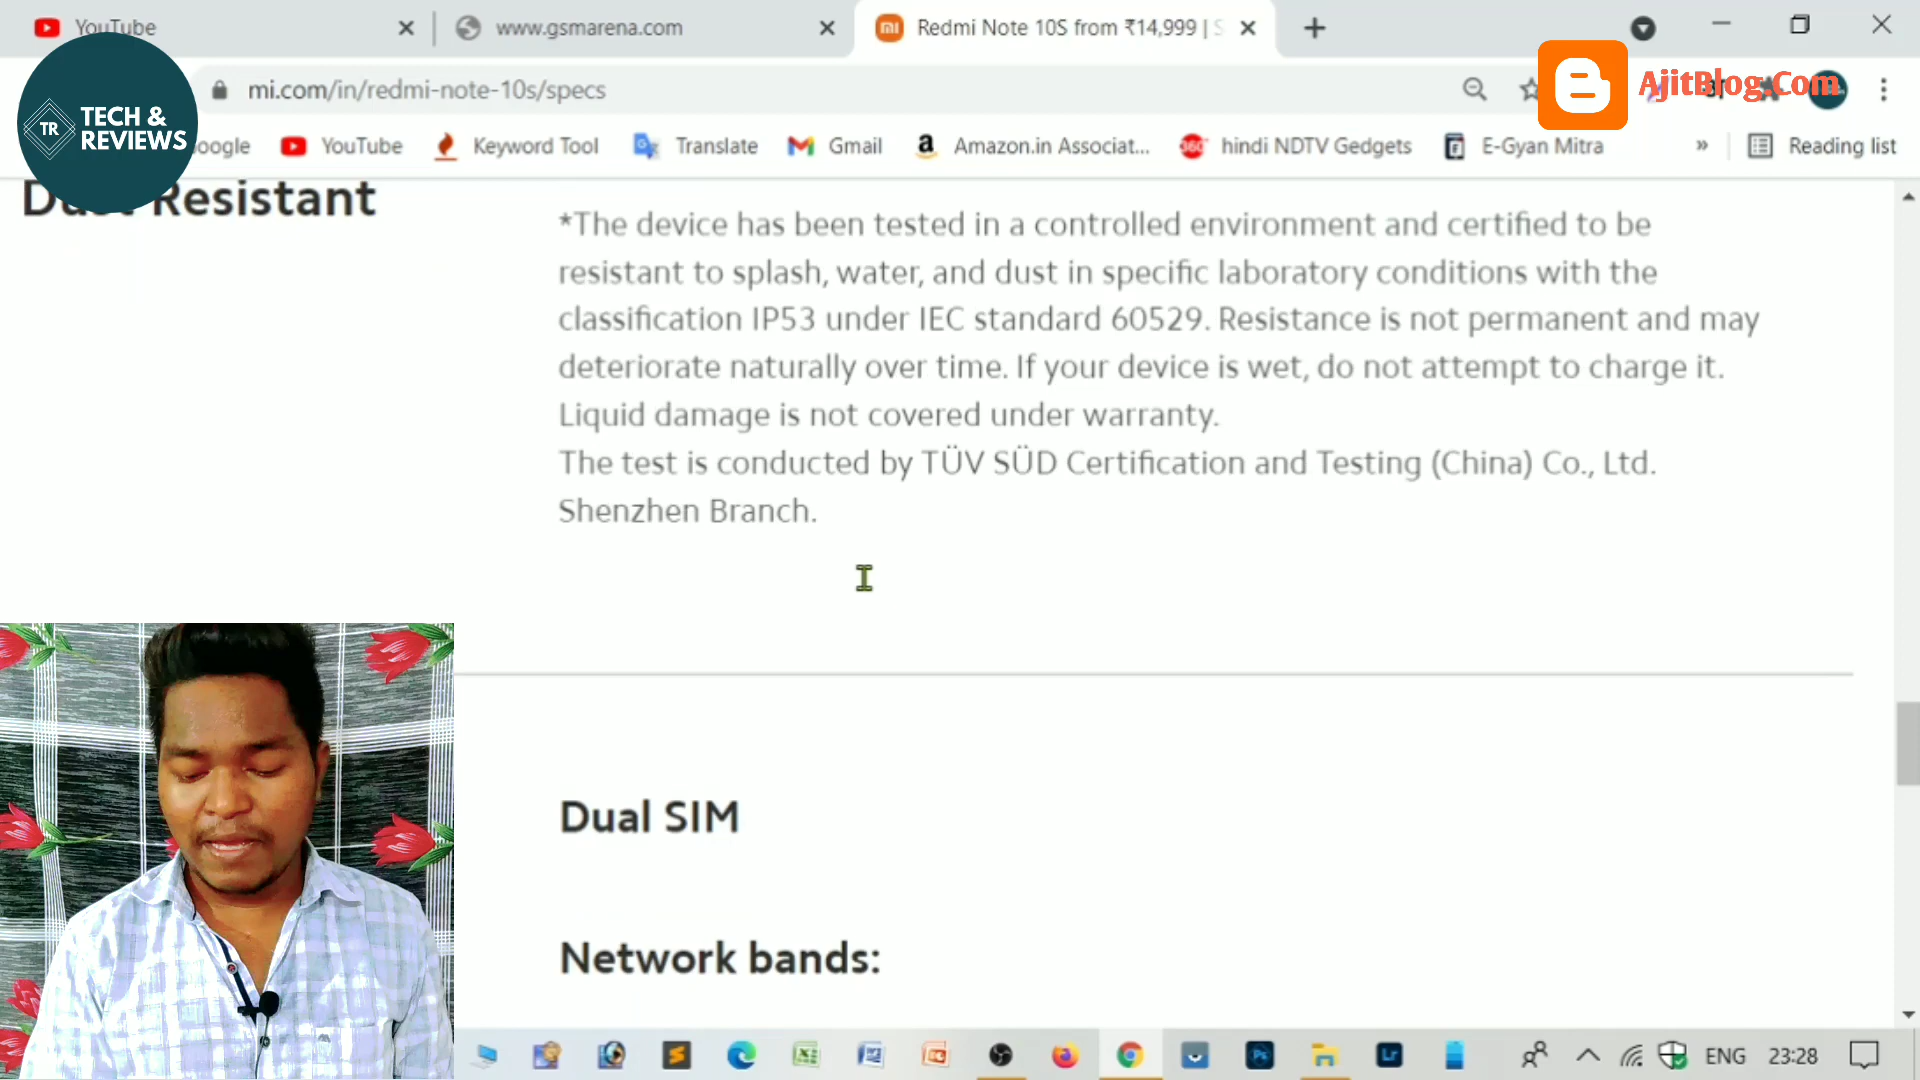 YouTube
www.gsmarena.com
Redmi Note 10S from ₹14,999 | S
mi.com/in/redmi-note-10s/specs
AjitBlog.Com
TR
TECH &
REVIEWS
oogle
YouTube
Keyword Tool
Translate
Gmail
Amazon.in Associat...
hindi NDTV Gedgets
E-Gyan Mitra
»
Reading list
Resistant
*The device has been tested in a controlled environment and certified to be
resistant to splash, water, and dust in specific laboratory conditions with the
classification IP53 under IEC standard 60529. Resistance is not permanent and may
deteriorate naturally over time. If your device is wet, do not attempt to charge it.
Liquid damage is not covered under warranty.
The test is conducted by TÜV SÜD Certification and Testing (China) Co., Ltd.
Shenzhen Branch.
Dual SIM
Network bands:
ENG
23:28